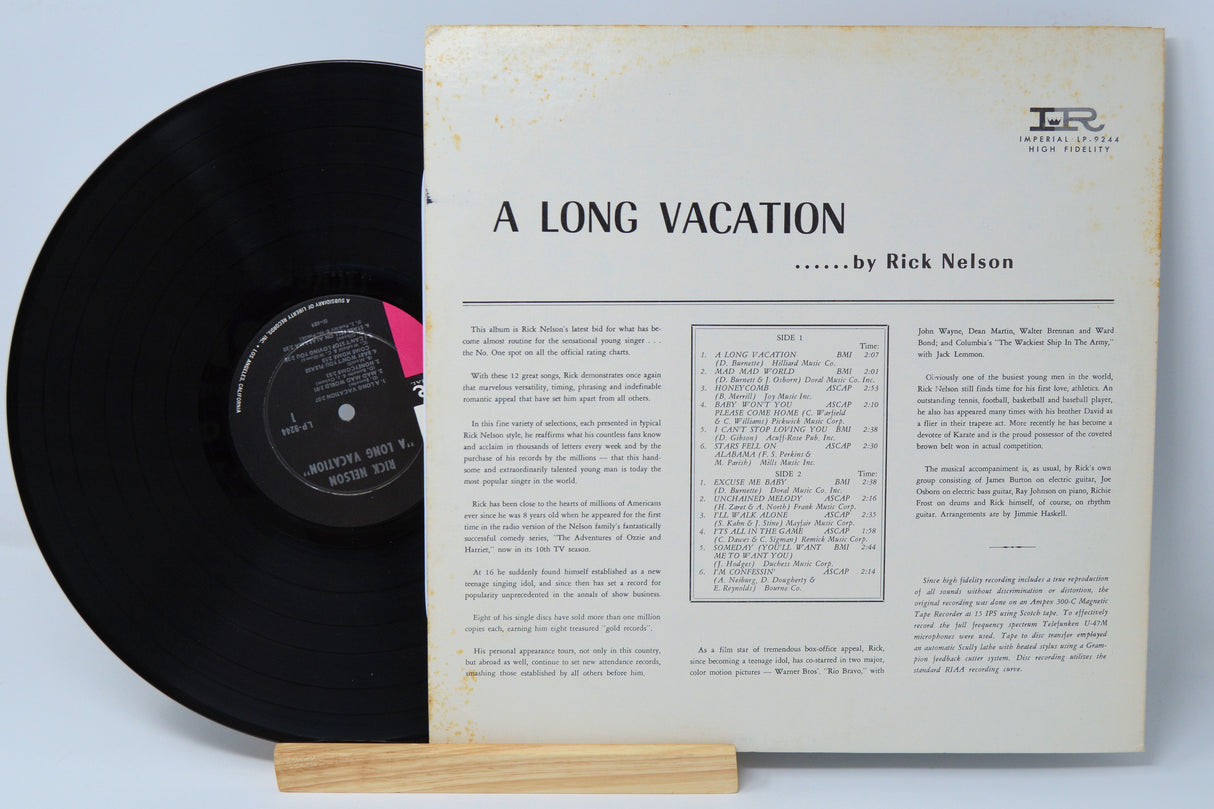 IR
IMPERIAL LP-9244
HIGH FIDELITY
A LONG VACATION
......by Rick Nelson
This album is Rick Nelson's latest bid for what has be-
come almost routine for the sensational young singer . . .
the No. One spot on all the official rating charts.
With these 12 great songs, Rick demonstrates once again
that marvelous versatility, timing, phrasing and indefinable
romantic appeal that have set him apart from all others.
In this fine variety of selections, each presented in typical
Rick Nelson style, he reaffirms what his countless fans know
and acclaim in thousands of letters every week and by the
purchase of his records by the millions — that this hand-
some and extraordinarily talented young man is today the
most popular singer in the world.
Rick has been close to the hearts of millions of Americans
ever since he was 8 years old when he appeared for the first
time in the radio version of the Nelson family's fantastically
successful comedy series, "The Adventures of Ozzie and
Harriet," now in its 10th TV season.
At 16 he suddenly found himself established as a new
teenage singing idol, and since then has set a record for
popularity unprecedented in the annals of show business.
Eight of his single discs have sold more than one million
copies each, earning him eight treasured "gold records".
His personal appearance tours, not only in this country,
but abroad as well, continue to set new attendance records,
smashing those established by all others before him.
SIDE 1
Time:
1. A LONG VACATION BMI 2:07
(D. Burnette) Hilliard Music Co.
2. MAD MAD WORLD BMI 2:01
(D. Burnett & J. Osborn) Doral Music Co. Inc.
3. HONEYCOMB ASCAP 2:53
(B. Merrill) Joy Music Inc.
4. BABY WON'T YOU ASCAP 2:10
PLEASE COME HOME (C. Warfield
& C. Williams) Pickwick Music Corp.
5. I CAN'T STOP LOVING YOU BMI 2:38
(D. Gibson) Acuff-Rose Pub, Inc.
6. STARS FELL ON ASCAP 2:30
ALABAMA (F. S. Perkins &
M. Parish) Mills Music Inc.
SIDE 2 Time:
1. EXCUSE ME BABY BMI 2:38
(D. Burnette) Doral Music Co. Inc.
2. UNCHAINED MELODY ASCAP 2:16
(H. Zaret & A. North) Frank Music Corp.
3. I'LL WALK ALONE ASCAP 2:35
(S. Kahn & J. Stine) Mayfair Music Corp.
4. IT'S ALL IN THE GAME ASCAP 1:58
(C. Dawes & C. Sigman) Remick Music Corp.
5. SOMEDAY (YOU'LL WANT BMI 2:44
ME TO WANT YOU)
(J. Hodges) Duchess Music Corp.
6. I'M CONFESSIN' ASCAP 2:14
(A. Neiburg, D. Dougherty &
E. Reynolds) Bourne Co.
As a film star of tremendous box-office appeal, Rick,
since becoming a teenage idol, has co-starred in two major,
color motion pictures — Warner Bros'. "Rio Bravo," with
John Wayne, Dean Martin, Walter Brennan and Ward
Bond; and Columbia's "The Wackiest Ship In The Army,"
with Jack Lemmon.
Obviously one of the busiest young men in the world,
Rick Nelson still finds time for his first love, athletics. An
outstanding tennis, football, basketball and baseball player,
he also has appeared many times with his brother David as
a flier in their trapeze act. More recently he has become a
devotee of Karate and is the proud possessor of the coveted
brown belt won in actual competition.
The musical accompaniment is, as usual, by Rick's own
group consisting of James Burton on electric guitar, Joe
Osborn on electric bass guitar, Ray Johnson on piano, Richie
Frost on drums and Rick himself, of course, on rhythm
guitar. Arrangements are by Jimmie Haskell.
Since high fidelity recording includes a true reproduction
of all sounds without discrimination or distortion, the
original recording was done on an Ampex 300-C Magnetic
Tape Recorder at 15 IPS using Scotch tape. To effectively
record the full frequency spectrum Telefunken U-47M
microphones were used. Tape to disc transfer employed
an automatic Scully lathe with heated stylus using a Gram-
pion feedback cutter system. Disc recording utilizes the
standard RIAA recording curve.
RICK NELSON
"A LONG VACATION"
LP-9244
1
1. A LONG VACATION 2:07
2. MAD MAD WORLD
3. HONEYCOMB 2:53
A SUBSIDIARY OF LIBERTY RECORDS, INC. • LOS ANGELES, CALIFORNIA